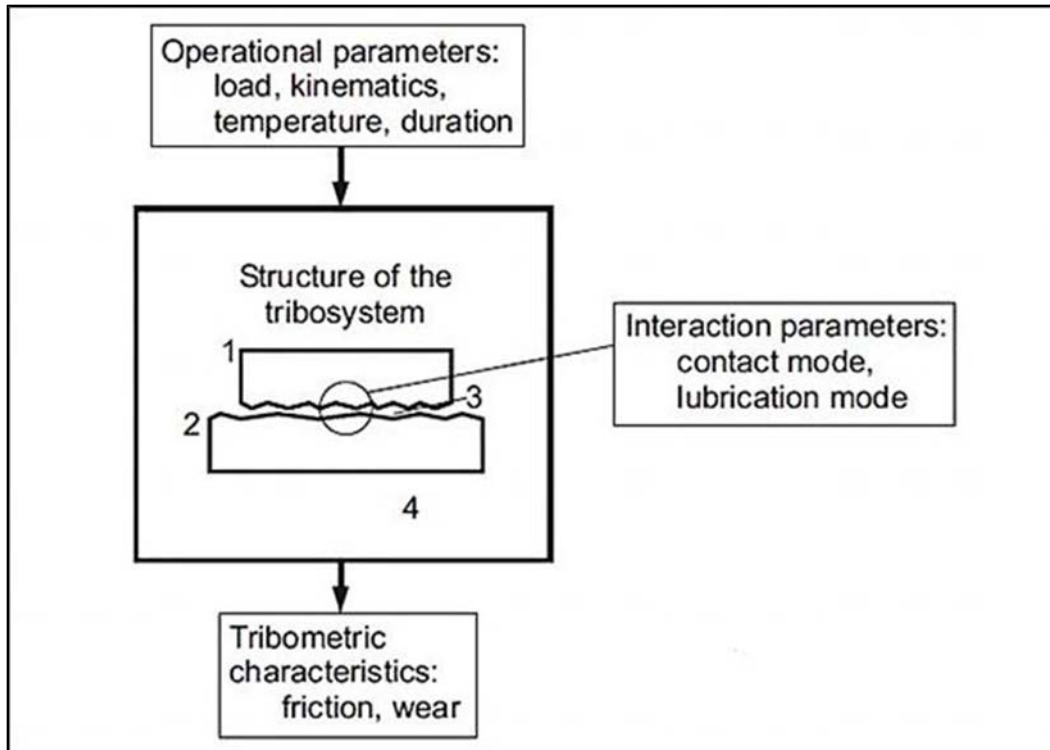 Operational parameters:
load, kinematics,
temperature, duration
Structure of the
tribosystem
1
3
2
4
Interaction parameters:
contact mode,
lubrication mode
Tribometric
characteristics:
friction, wear